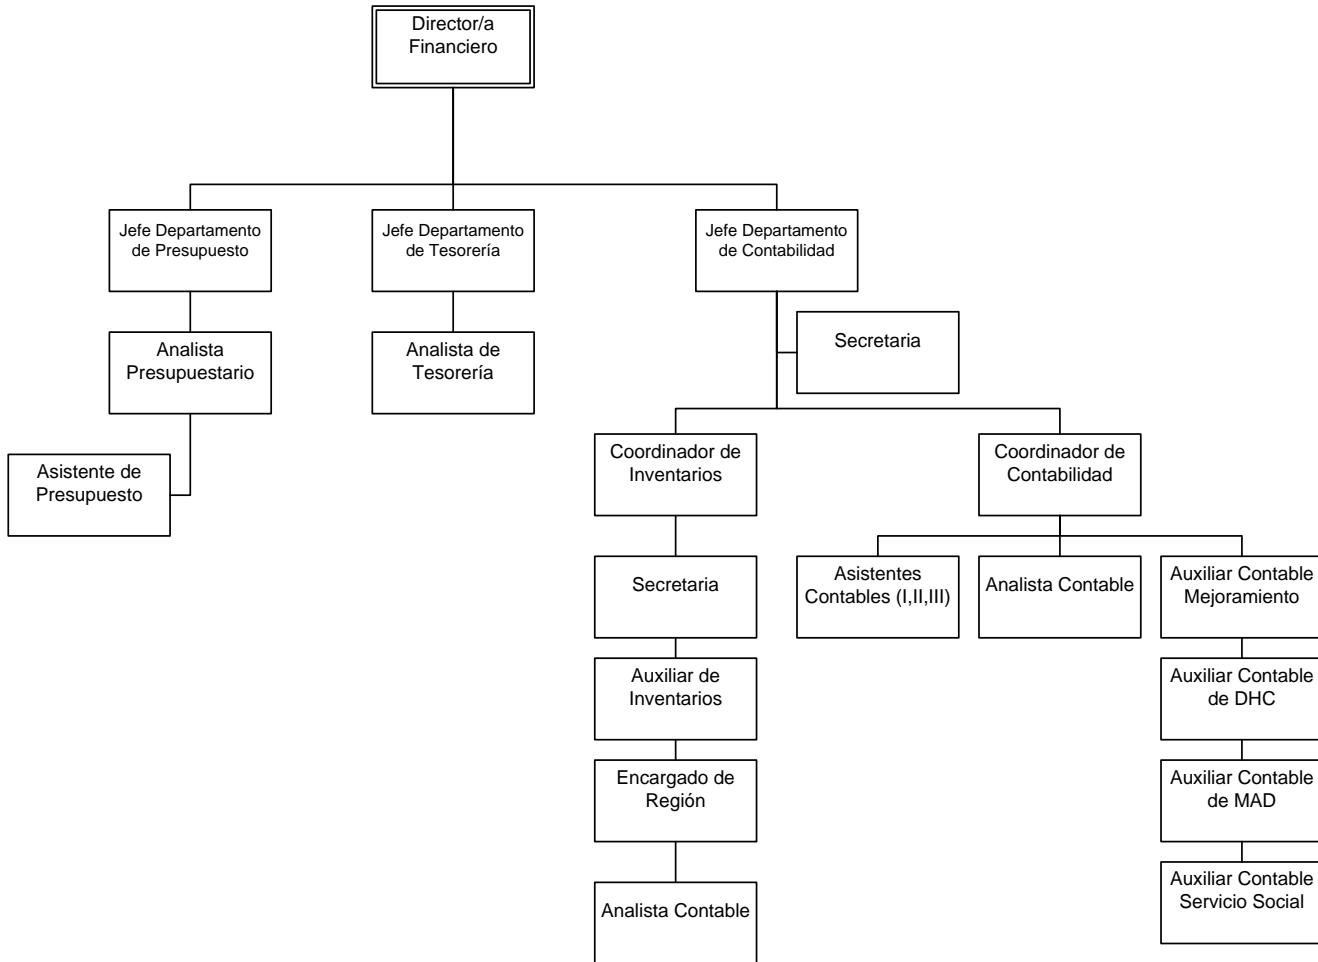 Director/a
Financiero
Jefe Departamento
de Presupuesto
Jefe Departamento
de Tesorería
Jefe Departamento
de Contabilidad
Secretaria
Analista
Presupuestario
Analista de
Tesorería
Asistente de
Presupuesto
Coordinador de
Inventarios
Coordinador de
Contabilidad
Secretaria
Asistentes
Contables (I,II,III)
Analista Contable
Auxiliar Contable
Mejoramiento
Auxiliar de
Inventarios
Auxiliar Contable
de DHC
Encargado de
Región
Auxiliar Contable
de MAD
Analista Contable
Auxiliar Contable
Servicio Social